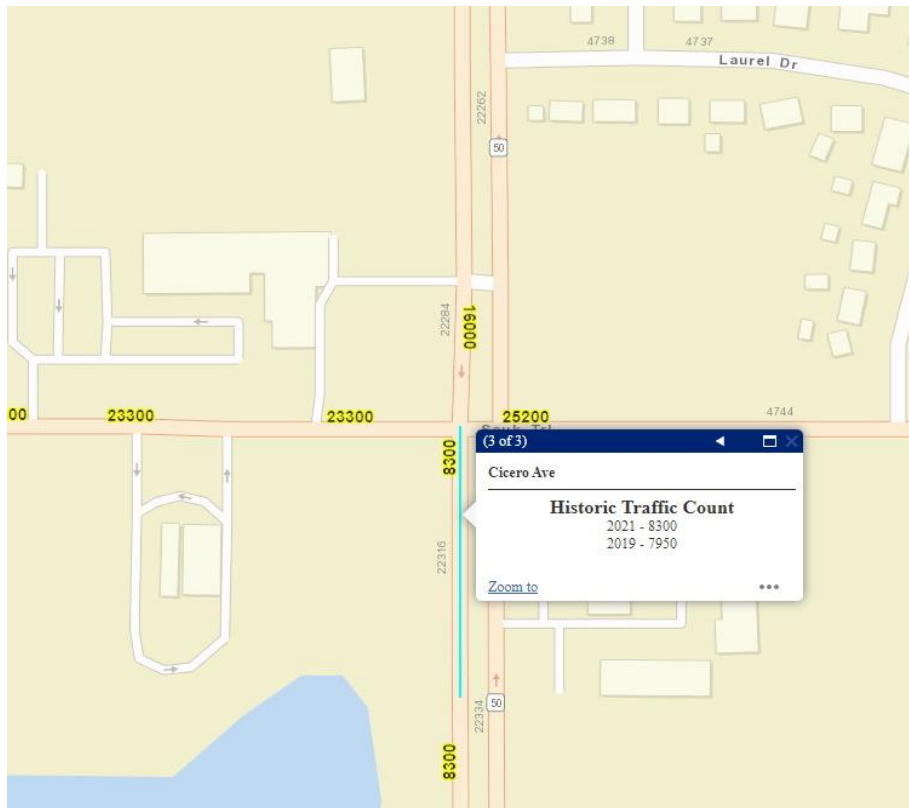 4738
4737
Laurel Dr
22262
50
16000
22284
00
23300
23300
25200
4744
8300
(3 of 3)
Cicero Ave
Historic Traffic Count
2021 - 8300
2019 - 7950
Zoom to
•••
22316
50
22334
8300